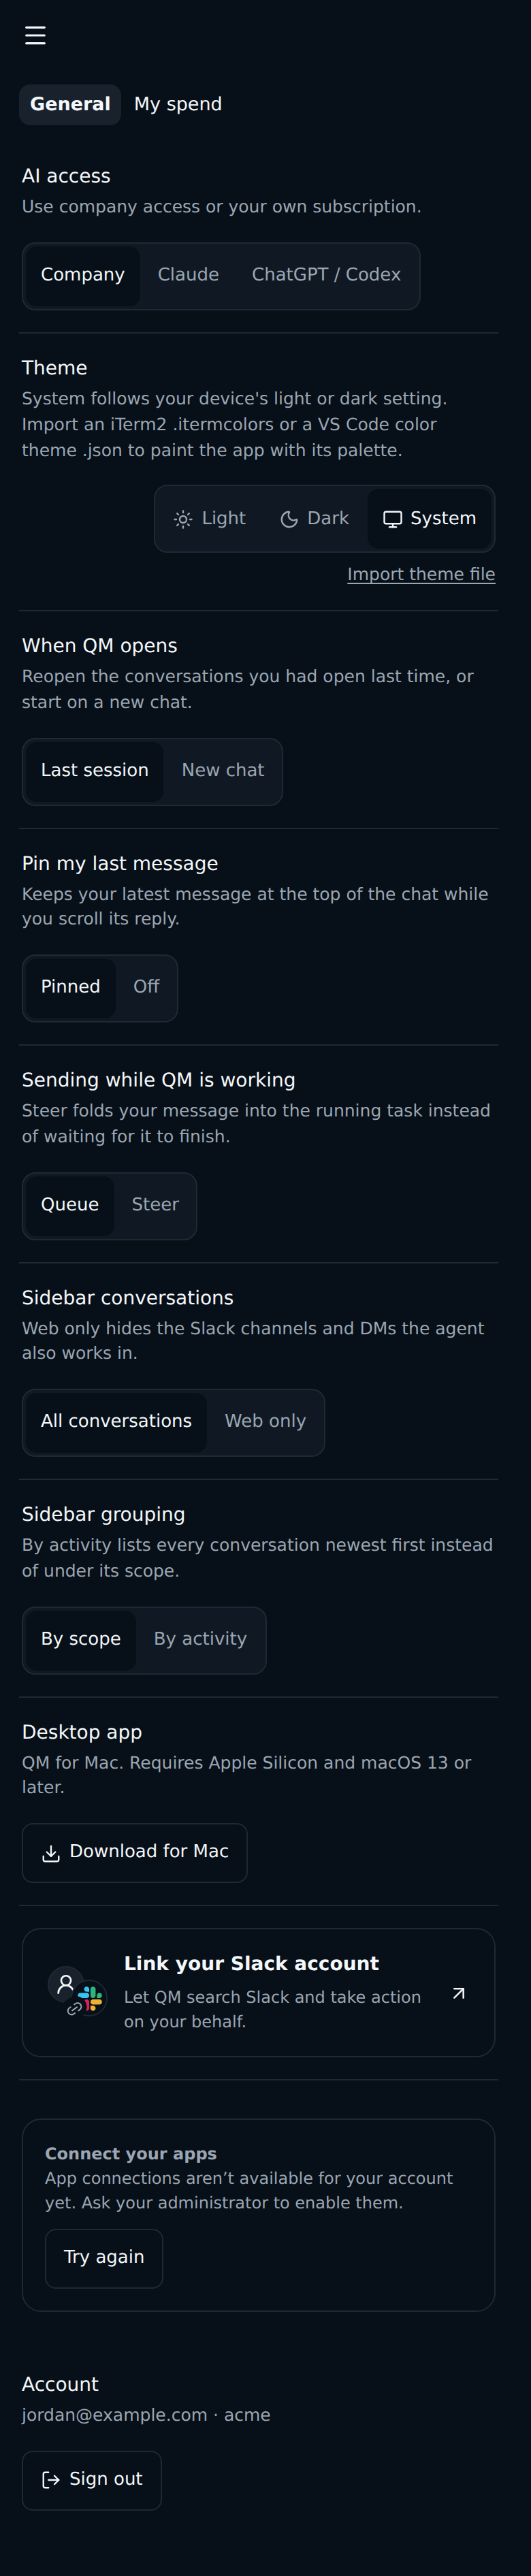 General My spend
AI access
Use company access or your own subscription.
Company Claude ChatGPT / Codex
Theme
System follows your device's light or dark setting.
Import an iTerm2 .itermcolors or a VS Code color
theme .json to paint the app with its palette.
Light Dark System
Import theme file
When QM opens
Reopen the conversations you had open last time, or
start on a new chat.
Last session New chat
Pin my last message
Keeps your latest message at the top of the chat while
you scroll its reply.
Pinned Off
Sending while QM is working
Steer folds your message into the running task instead
of waiting for it to finish.
Queue Steer
Sidebar conversations
Web only hides the Slack channels and DMs the agent
also works in.
All conversations Web only
Sidebar grouping
By activity lists every conversation newest first instead
of under its scope.
By scope By activity
Desktop app
QM for Mac. Requires Apple Silicon and macOS 13 or
later.
Download for Mac
Link your Slack account
Let QM search Slack and take action
on your behalf.
Connect your apps
App connections aren’t available for your account
yet. Ask your administrator to enable them.
Try again
Account
jordan@example.com · acme
Sign out